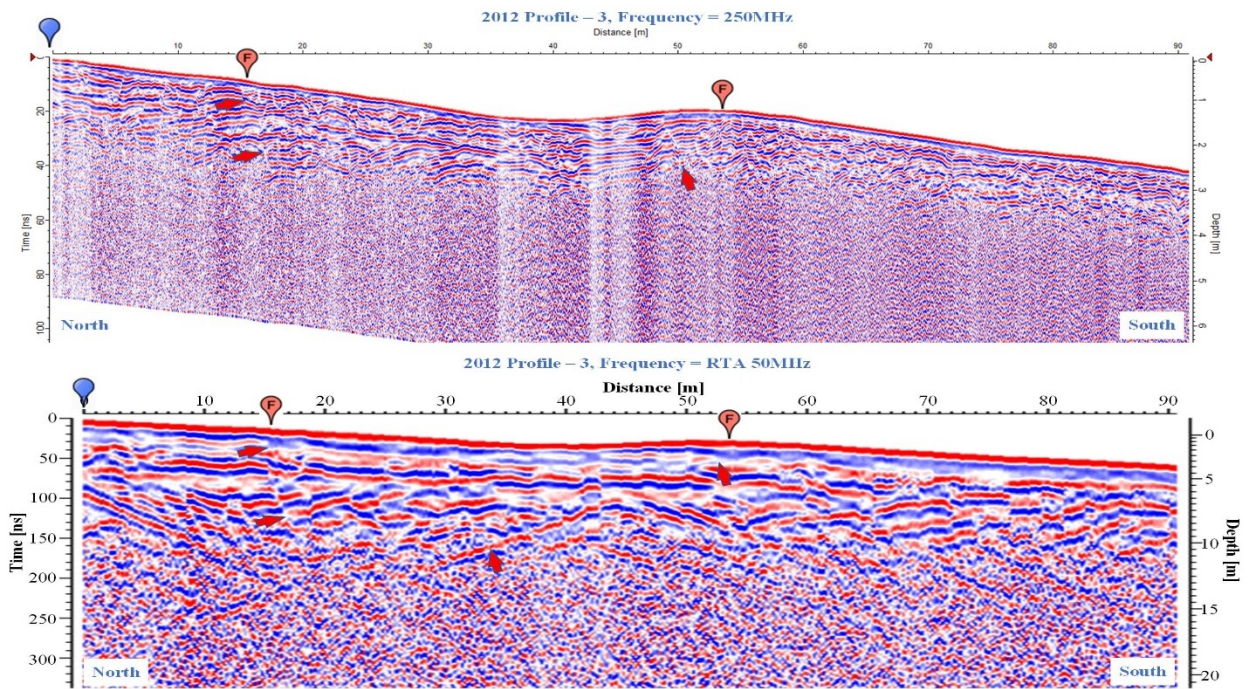 2012 Profile – 3, Frequency = 250MHz
Distance [m]
10 20 30 40 50 60 70 80 90
F F
0
20 1
40 2
60 3
80 4
100 5
6
Time [ns]
Depth [m]
North South
2012 Profile – 3, Frequency = RTA 50MHz
Distance [m]
0 10 20 30 40 50 60 70 80 90
F F
0 0
50 5
100 10
150 15
200 20
250
300
Time [ns]
Depth [m]
North South